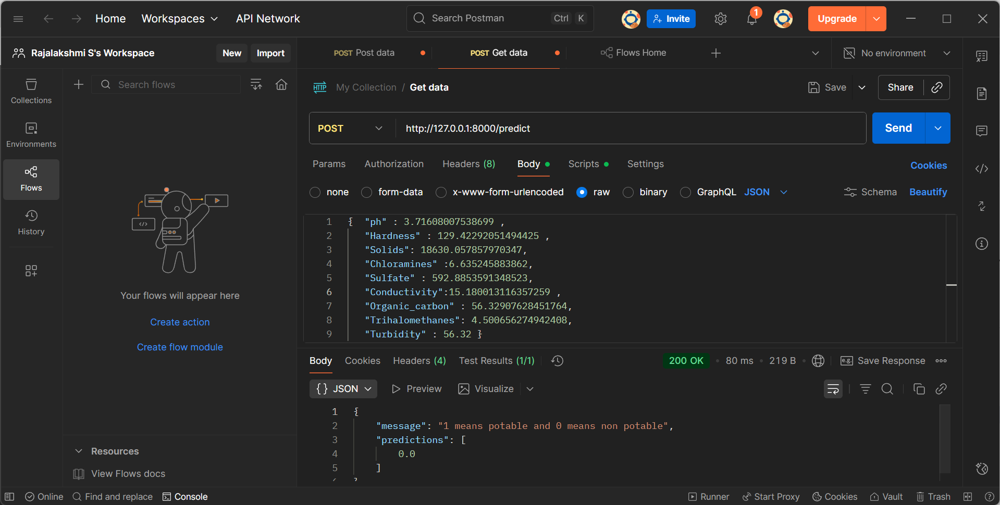 Home Workspaces API Network Search Postman Ctrl K Invite 1 Upgrade
Rajalakshmi S's Workspace New Import POST Post data POST Get data Flows Home No environment
Collections
Environments
Flows
History
Search flows
Your flows will appear here
Create action
Create flow module
Resources
View Flows docs
HTTP My Collection / Get data Save Share
POST http://127.0.0.1:8000/predict Send
Params Authorization Headers (8) Body Scripts Settings Cookies
none form-data x-www-form-urlencoded raw binary GraphQL JSON Schema Beautify
1 { "ph" : 3.71608007538699 ,
2 "Hardness" : 129.42292051494425 ,
3 "Solids": 18630.057857970347,
4 "Chloramines" :6.635245883862,
5 "Sulfate" : 592.8853591348523,
6 "Conductivity":15.180013116357259 ,
7 "Organic_carbon" : 56.32907628451764,
8 "Trihalomethanes": 4.500656274942408,
9 "Turbidity" : 56.32 }
Body Cookies Headers (4) Test Results (1/1) 200 OK 80 ms 219 B e.g. Save Response
{} JSON Preview Visualize
1 {
2 "message": "1 means potable and 0 means non potable",
3 "predictions": [
4 0.0
5 ]
Online Find and replace Console Runner Start Proxy Cookies Vault Trash